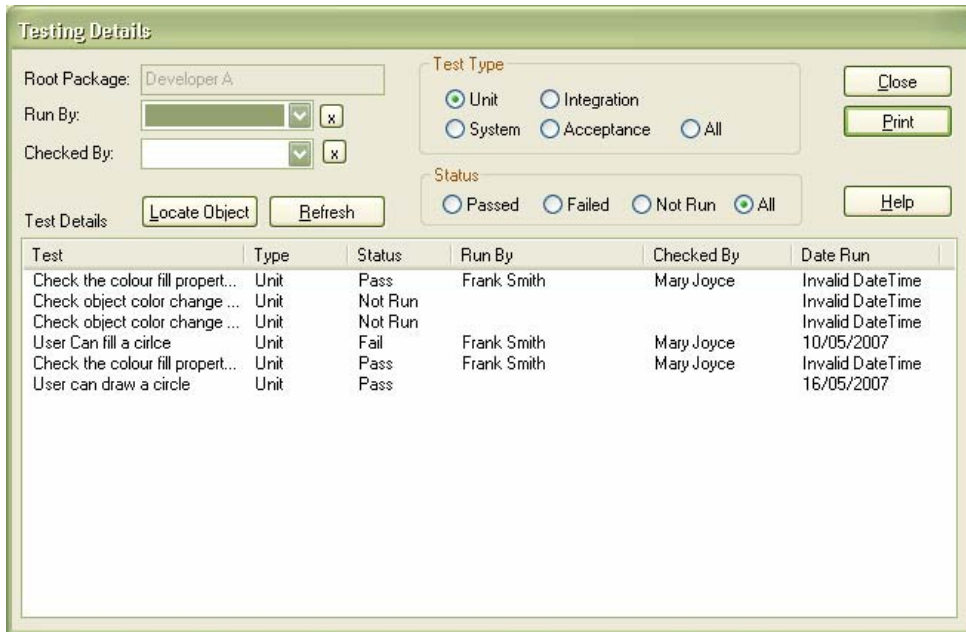 Testing Details
Root Package: Developer A
Run By: x
Checked By: x
Test Type
Unit Integration
System Acceptance All
Status
Passed Failed Not Run All
Close
Print
Help
Test Details Locate Object Refresh
Test Type Status Run By Checked By Date Run
Check the colour fill propert... Unit Pass Frank Smith Mary Joyce Invalid DateTime
Check object color change ... Unit Not Run Invalid DateTime
Check object color change ... Unit Not Run Invalid DateTime
User Can fill a cirlce Unit Fail Frank Smith Mary Joyce 10/05/2007
Check the colour fill propert... Unit Pass Frank Smith Mary Joyce Invalid DateTime
User can draw a circle Unit Pass 16/05/2007